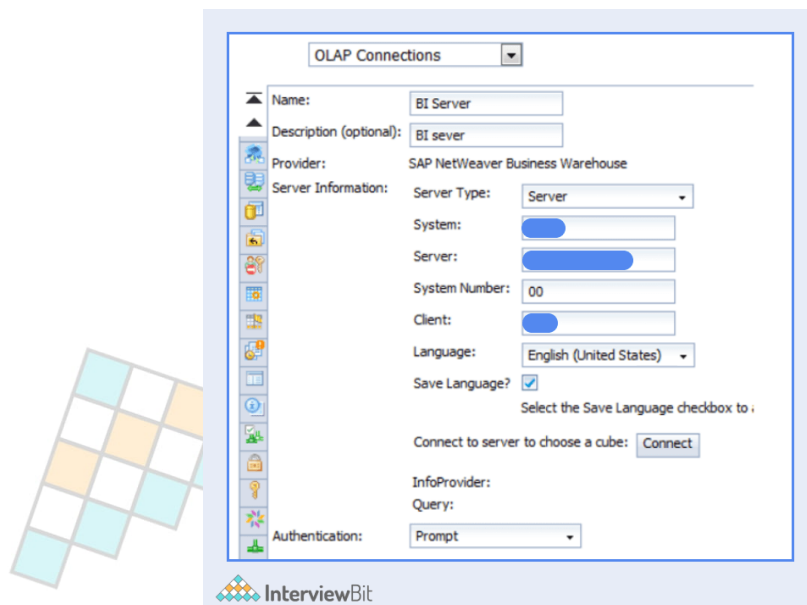 OLAP Connections
Name: BI Server
Description (optional): BI sever
Provider: SAP NetWeaver Business Warehouse
Server Information: Server Type: Server
System:
Server:
System Number: 00
Client:
Language: English (United States)
Save Language?
Select the Save Language checkbox to
Connect to server to choose a cube: Connect
InfoProvider:
Query:
Authentication: Prompt
InterviewBit